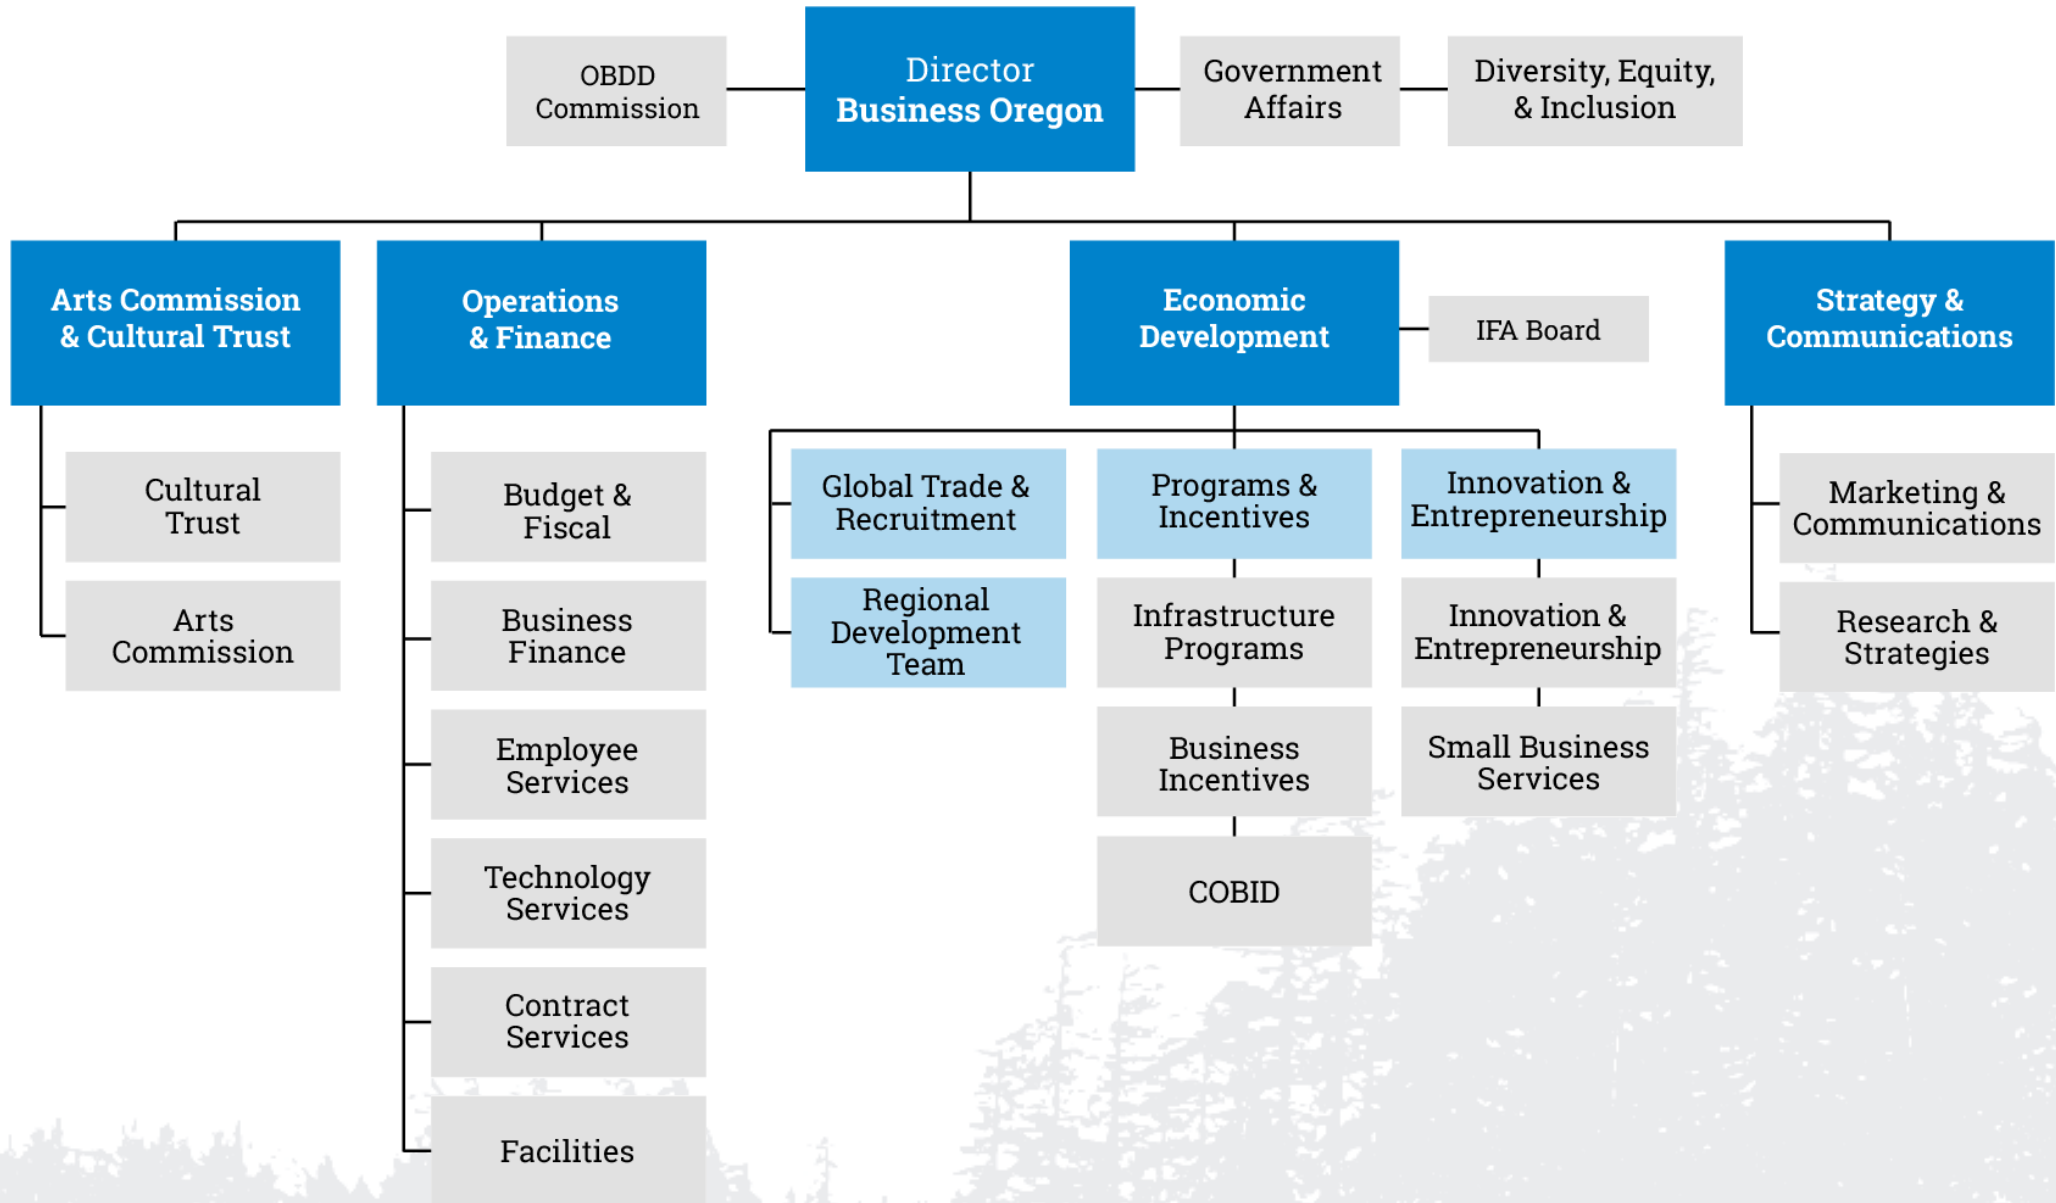 OBDD
Commission
Director
Business Oregon
Government
Affairs
Diversity, Equity,
& Inclusion
Arts Commission
& Cultural Trust
Operations
& Finance
Economic
Development
IFA Board
Strategy &
Communications
Cultural
Trust
Arts
Commission
Budget &
Fiscal
Business
Finance
Employee
Services
Technology
Services
Contract
Services
Facilities
Global Trade &
Recruitment
Regional
Development
Team
Programs &
Incentives
Infrastructure
Programs
Business
Incentives
COBID
Innovation &
Entrepreneurship
Innovation &
Entrepreneurship
Small Business
Services
Marketing &
Communications
Research &
Strategies